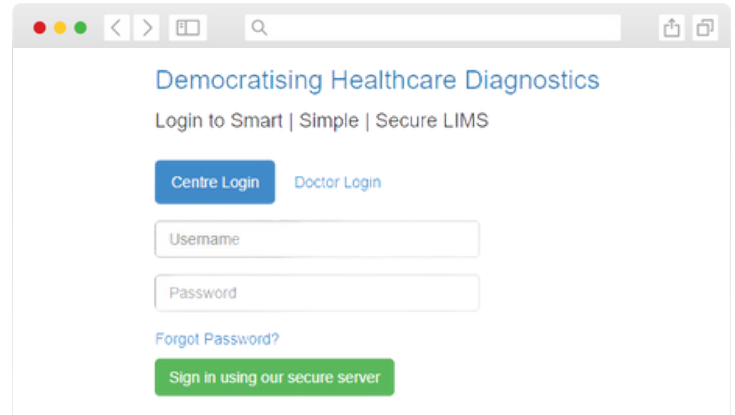 Democratising Healthcare Diagnostics
Login to Smart | Simple | Secure LIMS
Centre Login Doctor Login
Username
Password
Forgot Password?
Sign in using our secure server